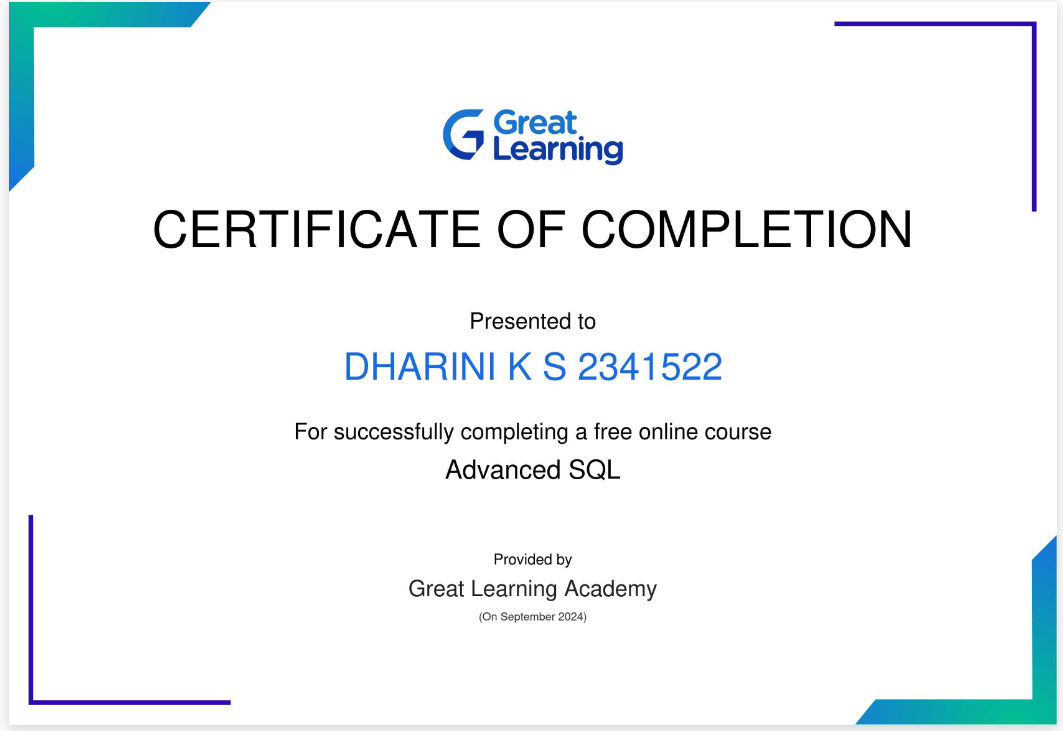 Great
Learning
CERTIFICATE OF COMPLETION
Presented to
DHARINI K S 2341522
For successfully completing a free online course
Advanced SQL
Provided by
Great Learning Academy
(On September 2024)